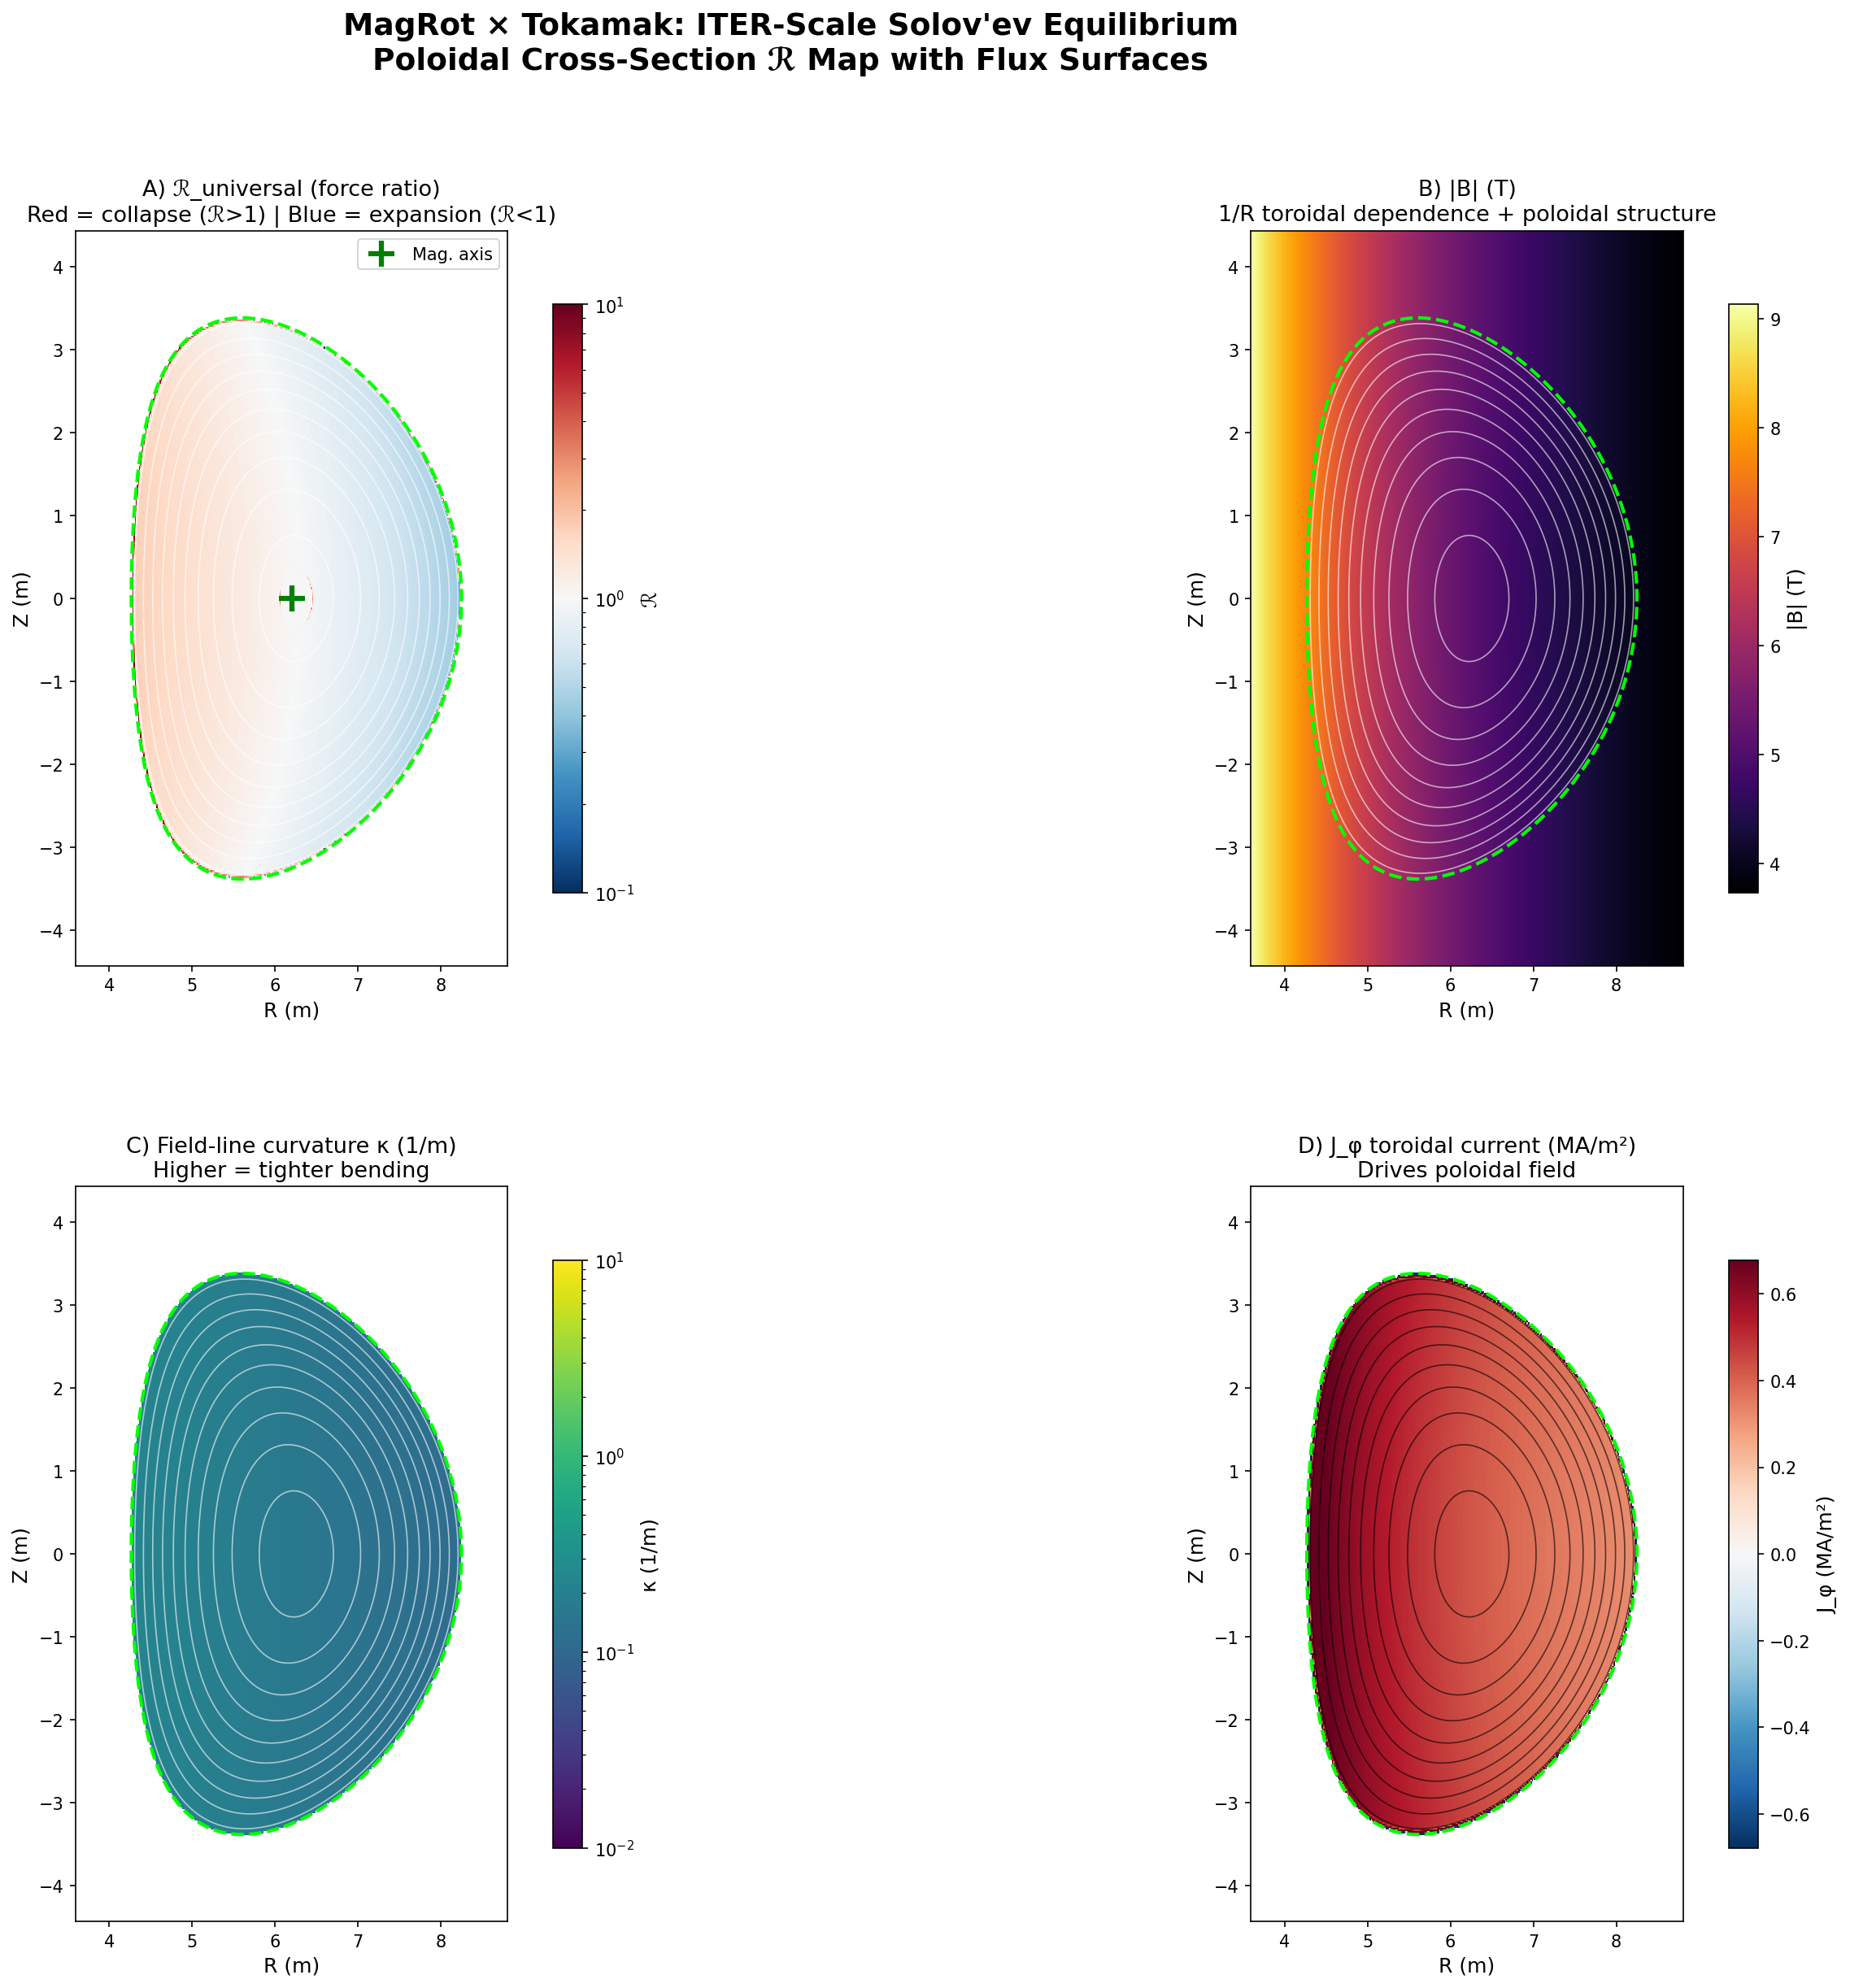 MagRot × Tokamak: ITER-Scale Solov'ev Equilibrium
Poloidal Cross-Section ℛ Map with Flux Surfaces
A) ℛ_universal (force ratio)
Red = collapse (ℛ>1) | Blue = expansion (ℛ<1)
Mag. axis
4
3
2
1
0
−1
−2
−3
−4
Z (m)
4 5 6 7 8
R (m)
10¹
10⁰
10⁻¹
ℛ
B) |B| (T)
1/R toroidal dependence + poloidal structure
4
3
2
1
0
−1
−2
−3
−4
Z (m)
4 5 6 7 8
R (m)
9
8
7
6
5
4
|B| (T)
C) Field-line curvature κ (1/m)
Higher = tighter bending
4
3
2
1
0
−1
−2
−3
−4
Z (m)
4 5 6 7 8
R (m)
10¹
10⁰
10⁻¹
10⁻²
κ (1/m)
D) J_φ toroidal current (MA/m²)
Drives poloidal field
4
3
2
1
0
−1
−2
−3
−4
Z (m)
4 5 6 7 8
R (m)
0.6
0.4
0.2
0.0
−0.2
−0.4
−0.6
J_φ (MA/m²)